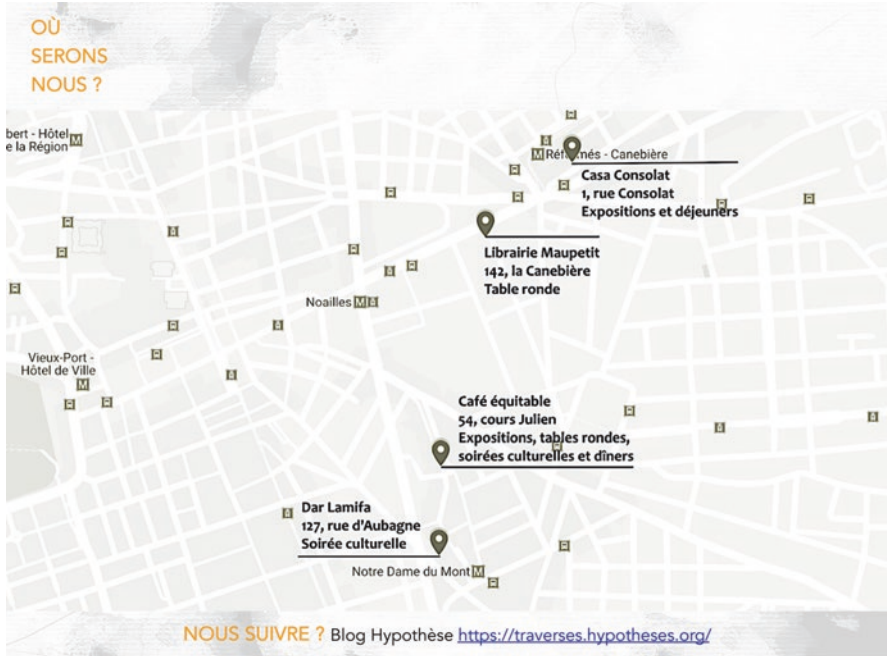 OÙ
SERONS
NOUS ?
bert - Hôtel
e la Région
M
M
Réformés - Canebière
Casa Consolat
1, rue Consolat
Expositions et déjeuners
Librairie Maupetit
142, la Canebière
Table ronde
Noailles M
Vieux-Port -
Hôtel de Ville
M
Café équitable
54, cours Julien
Expositions, tables rondes,
soirées culturelles et dîners
Dar Lamifa
127, rue d'Aubagne
Soirée culturelle
Notre Dame du Mont M
NOUS SUIVRE ? Blog Hypothèse https://traverses.hypotheses.org/